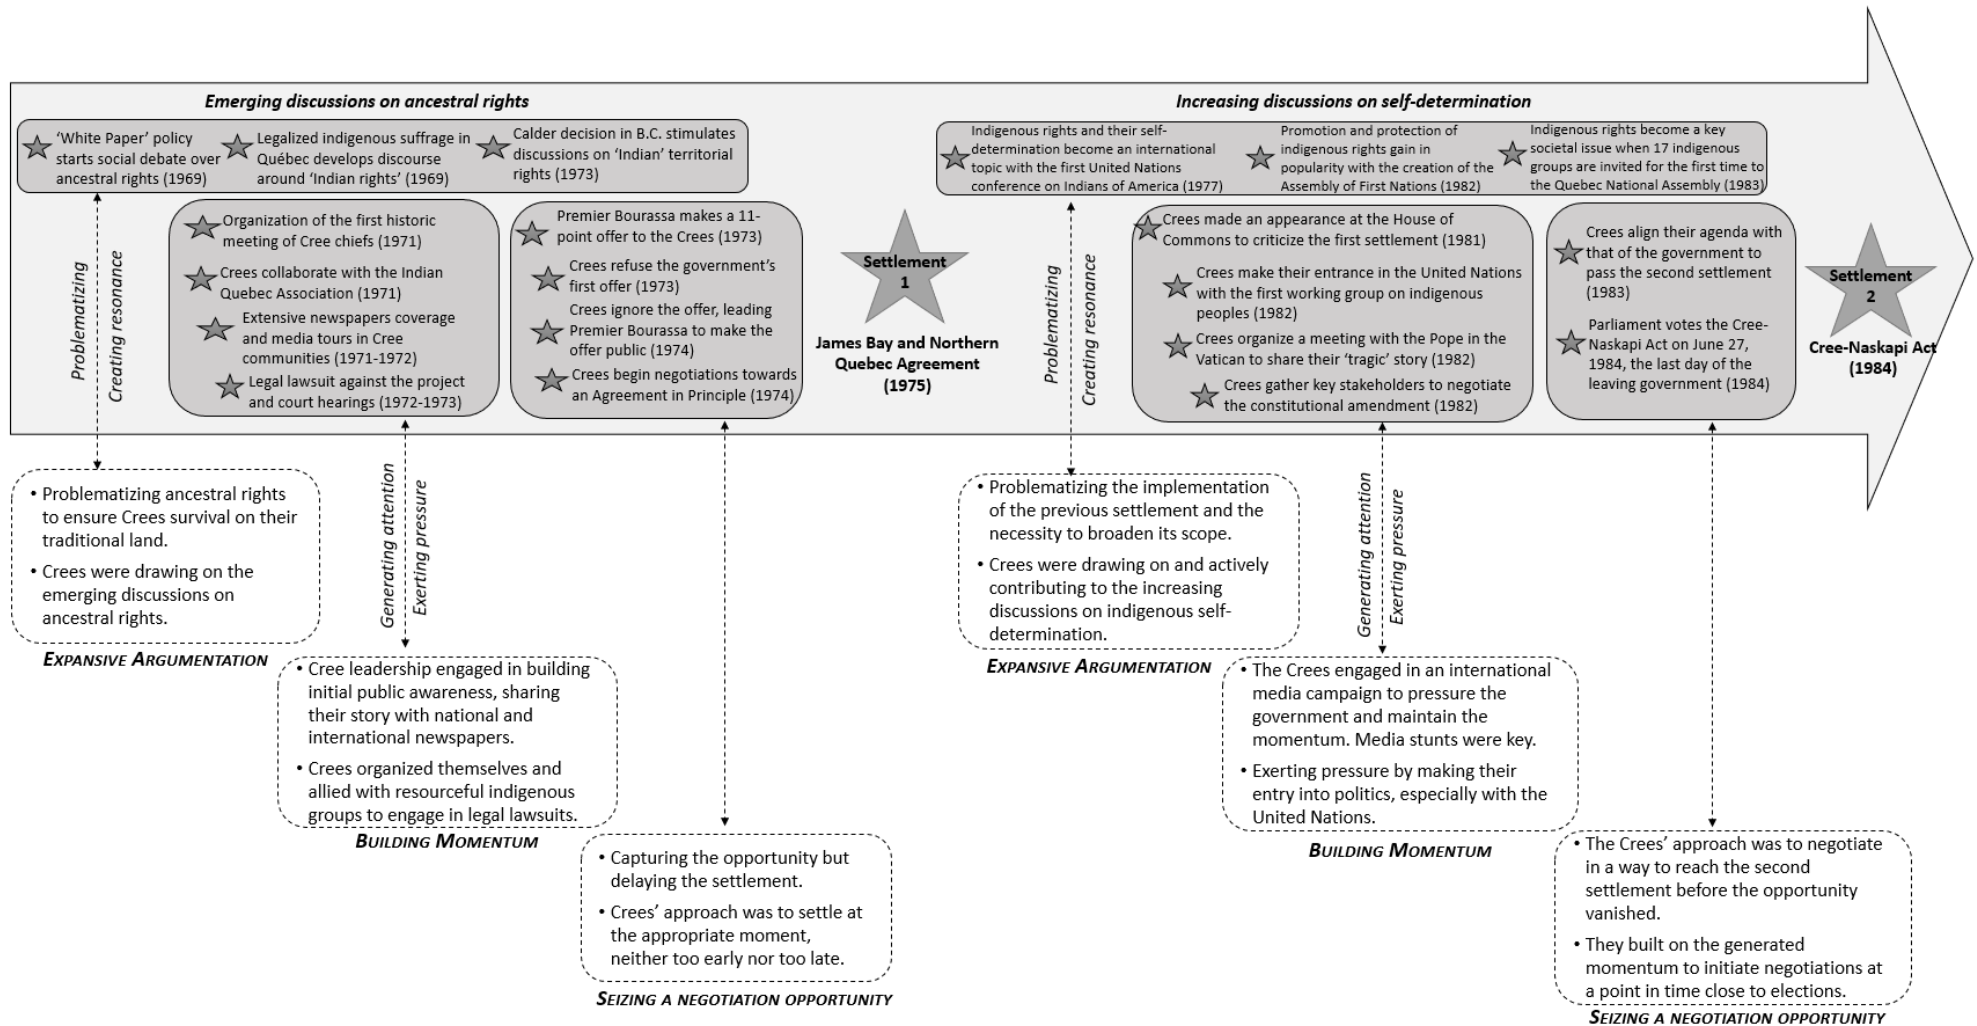 Emerging discussions on ancestral rights
‘White Paper’ policy
starts social debate over
ancestral rights (1969)
Legalized indigenous suffrage in
Québec develops discourse
around ‘Indian rights’ (1969)
Calder decision in B.C. stimulates
discussions on ‘Indian’ territorial
rights (1973)
Problematizing
Creating resonance
Organization of the first historic
meeting of Cree chiefs (1971)
Crees collaborate with the Indian
Quebec Association (1971)
Extensive newspapers coverage
and media tours in Cree
communities (1971-1972)
Legal lawsuit against the project
and court hearings (1972-1973)
Premier Bourassa makes a 11-
point offer to the Crees (1973)
Crees refuse the government’s
first offer (1973)
Crees ignore the offer, leading
Premier Bourassa to make the
offer public (1974)
Crees begin negotiations towards
an Agreement in Principle (1974)
Settlement
1
James Bay and Northern
Quebec Agreement
(1975)
Increasing discussions on self-determination
Indigenous rights and their self-
determination become an international
topic with the first United Nations
conference on Indians of America (1977)
Promotion and protection of
indigenous rights gain in
popularity with the creation of the
Assembly of First Nations (1982)
Indigenous rights become a key
societal issue when 17 indigenous
groups are invited for the first time to
the Quebec National Assembly (1983)
Problematizing
Creating resonance
Crees made an appearance at the House of
Commons to criticize the first settlement (1981)
Crees make their entrance in the United Nations
with the first working group on indigenous
peoples (1982)
Crees organize a meeting with the Pope in the
Vatican to share their ‘tragic’ story (1982)
Crees gather key stakeholders to negotiate
the constitutional amendment (1982)
Crees align their agenda with
that of the government to
pass the second settlement
(1983)
Parliament votes the Cree-
Naskapi Act on June 27,
1984, the last day of the
leaving government (1984)
Settlement
2
Cree-Naskapi Act
(1984)
• Problematizing ancestral rights
to ensure Crees survival on their
traditional land.
• Crees were drawing on the
emerging discussions on
ancestral rights.
EXPANSIVE ARGUMENTATION
Generating attention
Exerting pressure
• Cree leadership engaged in building
initial public awareness, sharing
their story with national and
international newspapers.
• Crees organized themselves and
allied with resourceful indigenous
groups to engage in legal lawsuits.
BUILDING MOMENTUM
• Capturing the opportunity but
delaying the settlement.
• Crees’ approach was to settle at
the appropriate moment,
neither too early nor too late.
SEIZING A NEGOTIATION OPPORTUNITY
• Problematizing the implementation
of the previous settlement and the
necessity to broaden its scope.
• Crees were drawing on and actively
contributing to the increasing
discussions on indigenous self-
determination.
EXPANSIVE ARGUMENTATION
Generating attention
Exerting pressure
• The Crees engaged in an international
media campaign to pressure the
government and maintain the
momentum. Media stunts were key.
• Exerting pressure by making their
entry into politics, especially with the
United Nations.
BUILDING MOMENTUM
• The Crees’ approach was to negotiate
in a way to reach the second
settlement before the opportunity
vanished.
• They built on the generated
momentum to initiate negotiations at
a point in time close to elections.
SEIZING A NEGOTIATION OPPORTUNITY